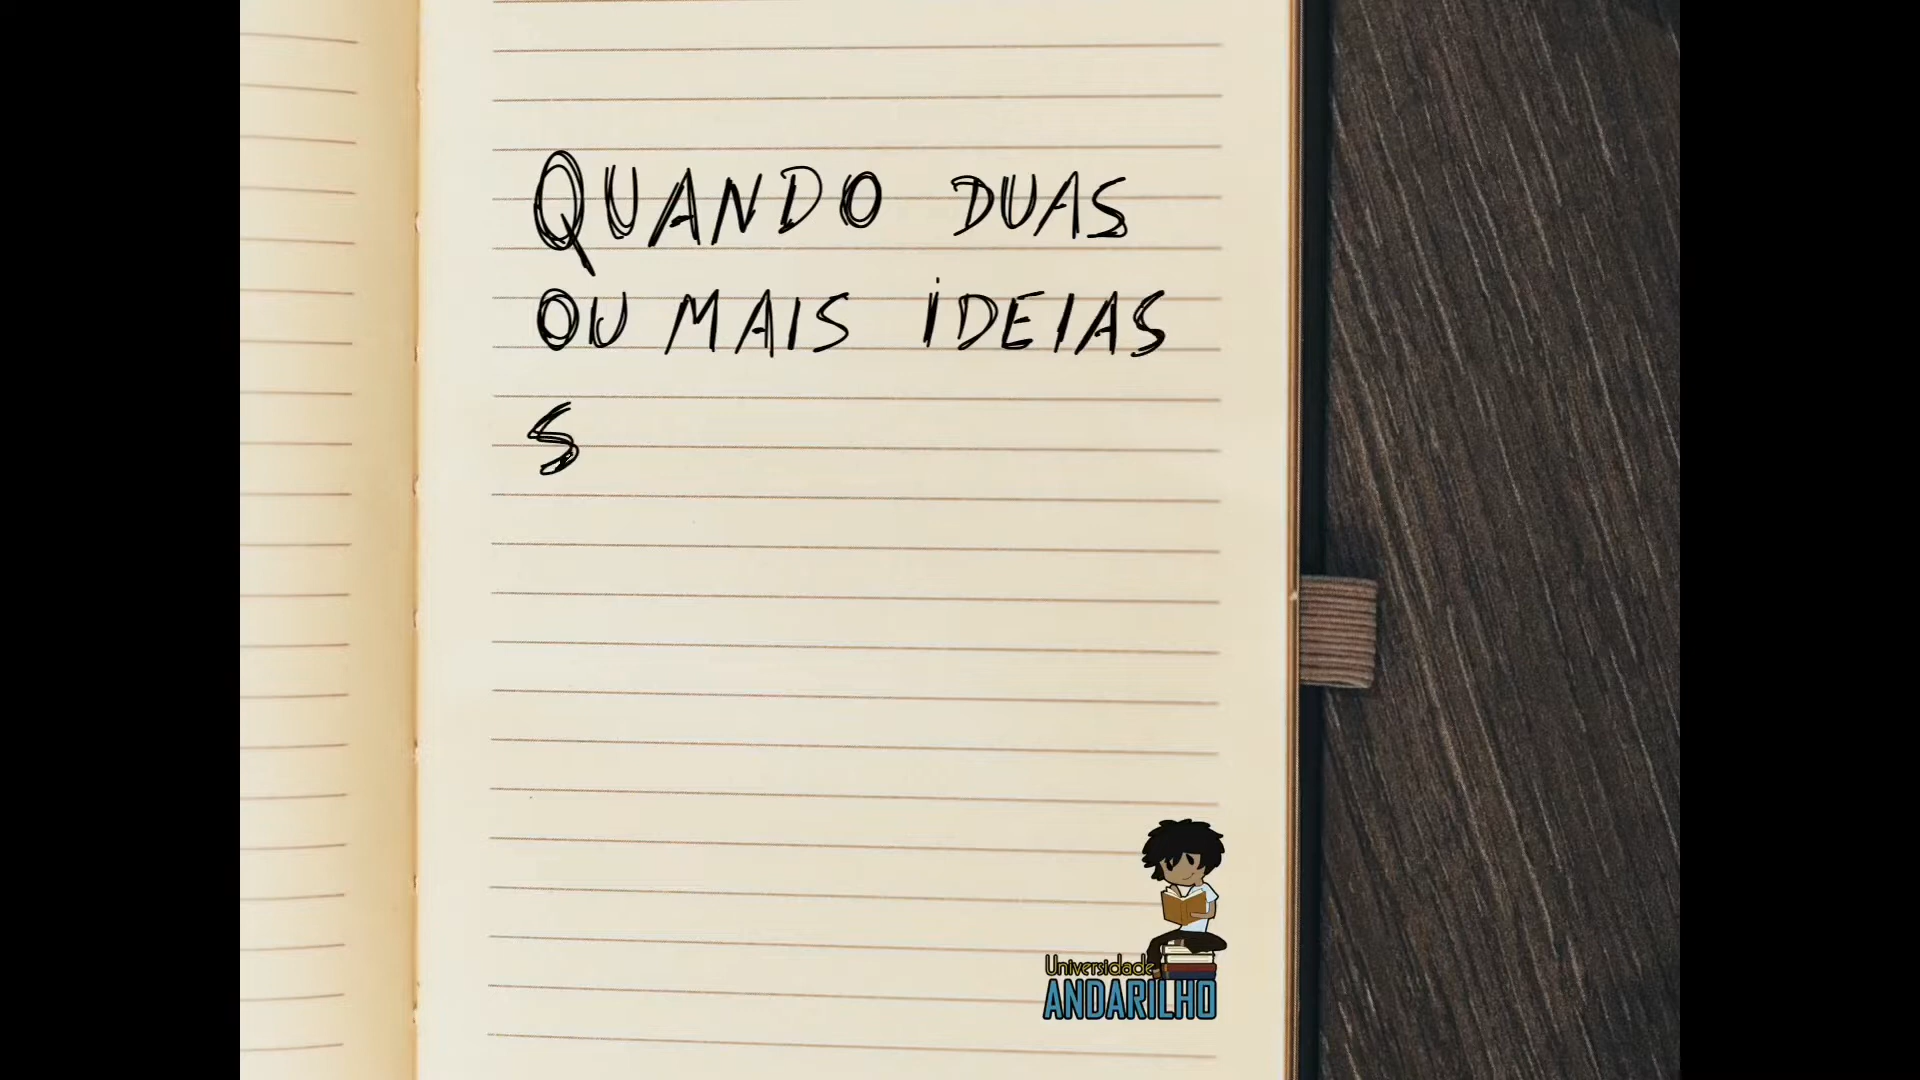 QUANDO DUAS
OU MAIS IDEIAS
S
Universidade
ANDARILHO